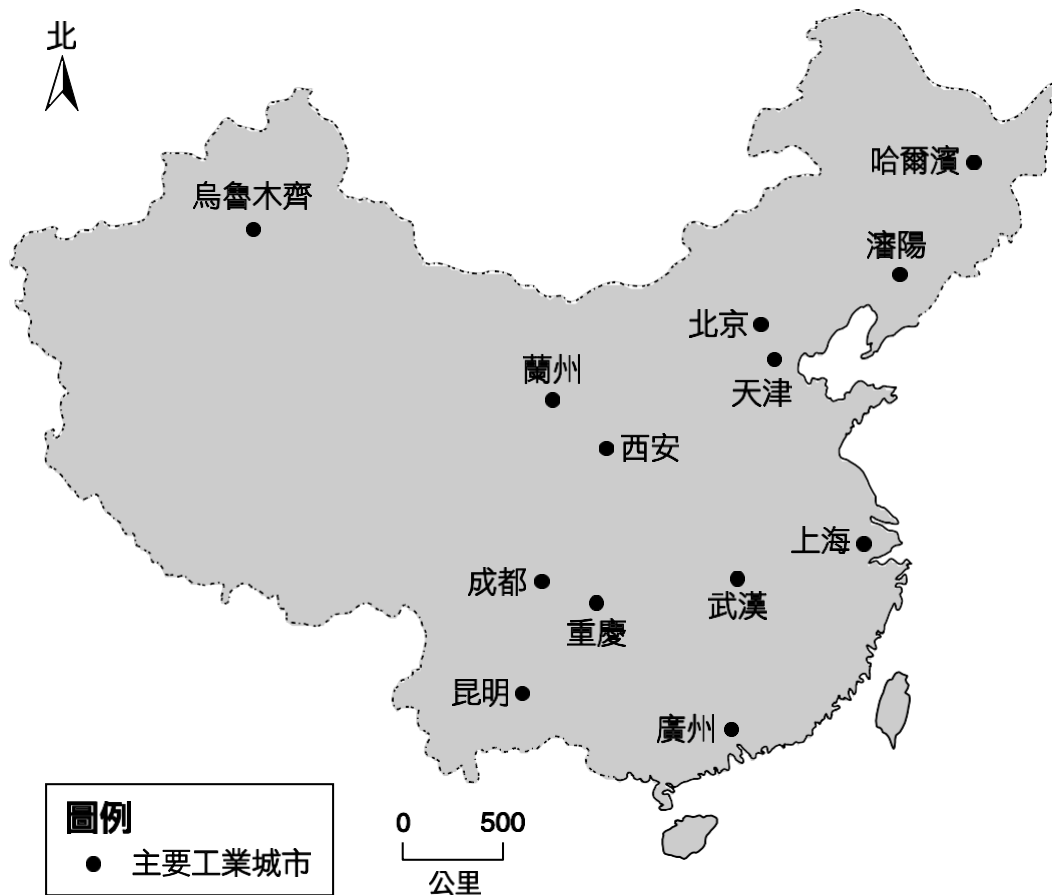 北
哈爾濱
烏魯木齊
瀋陽
北京
天津
蘭州
西安
上海
成都
武漢
重慶
昆明
廣州
圖例
主要工業城市
0 500
公里